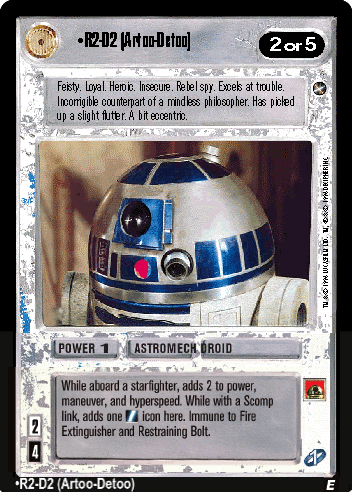 •R2-D2 (Artoo-Detoo)
2 or 5
Feisty. Loyal. Heroic. Insecure. Rebel spy. Excels at trouble.
Incorrigible counterpart of a mindless philosopher. Has picked
up a slight flutter. A bit eccentric.
POWER 1
ASTROMECH DROID
While aboard a starfighter, adds 2 to power,
maneuver, and hyperspeed. While with a Scomp
link, adds one icon here. Immune to Fire
Extinguisher and Restraining Bolt.
2
4
•R2-D2 (Artoo-Detoo)
E